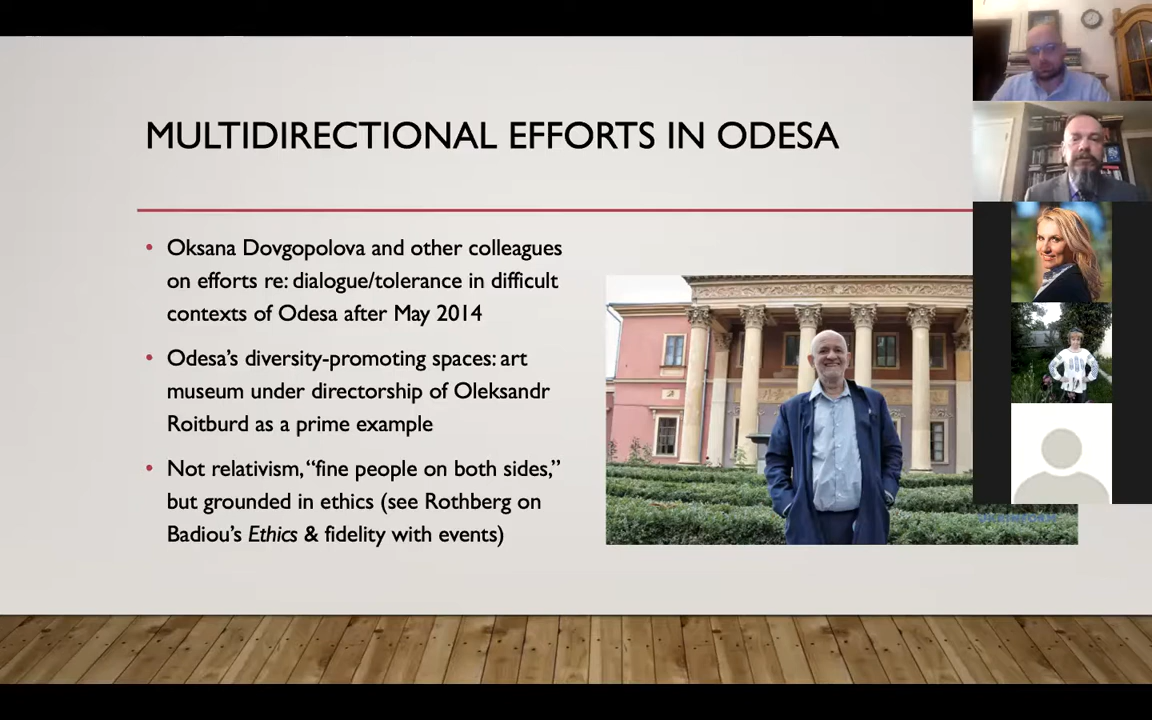 MULTIDIRECTIONAL EFFORTS IN ODESA
• Oksana Dovgopolova and other colleagues
on efforts re: dialogue/tolerance in difficult
contexts of Odesa after May 2014
• Odesa's diversity-promoting spaces: art
museum under directorship of Oleksandr
Roitburd as a prime example
• Not relativism, “fine people on both sides,”
but grounded in ethics (see Rothberg on
Badiou's Ethics & fidelity with events)